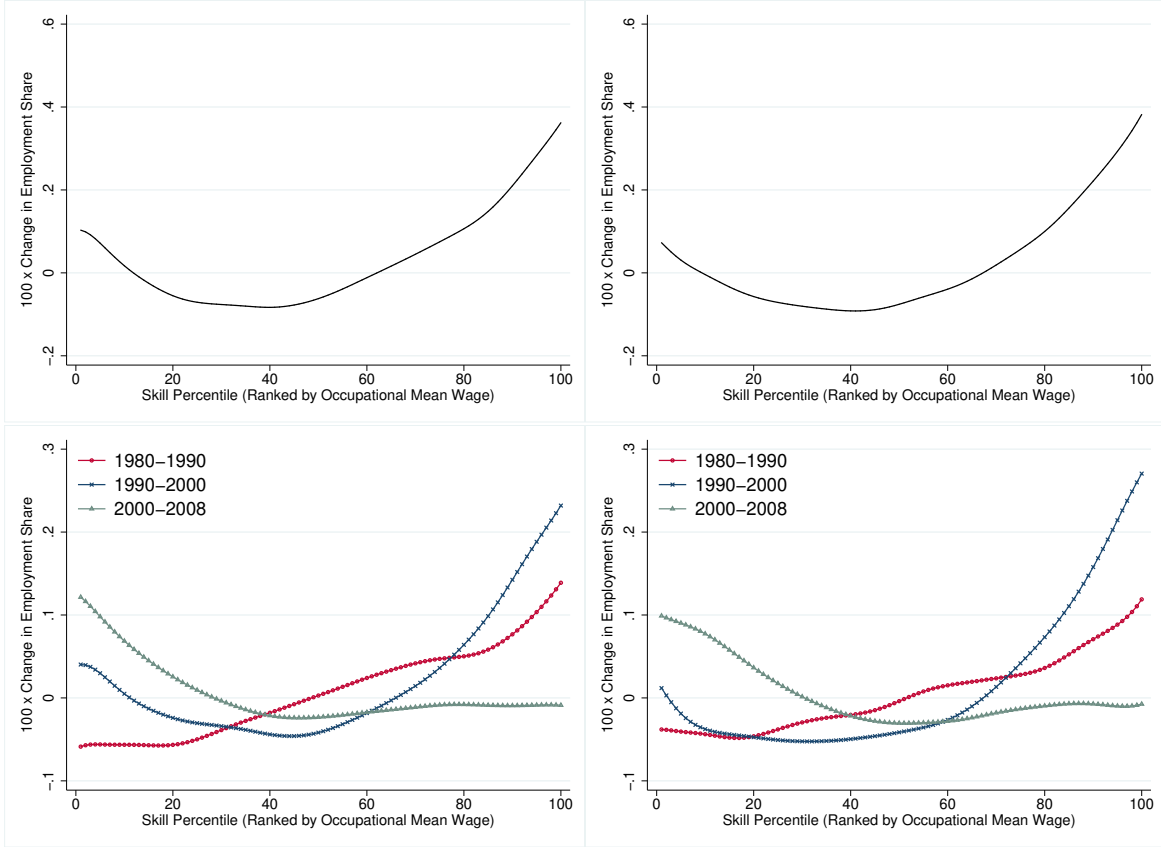 .6
.4
.2
0
−.2
100 x Change in Employment Share
0 20 40 60 80 100
Skill Percentile (Ranked by Occupational Mean Wage)
.6
.4
.2
0
−.2
100 x Change in Employment Share
0 20 40 60 80 100
Skill Percentile (Ranked by Occupational Mean Wage)
.3
.2
.1
0
−.1
100 x Change in Employment Share
1980−1990
1990−2000
2000−2008
0 20 40 60 80 100
Skill Percentile (Ranked by Occupational Mean Wage)
.3
.2
.1
0
−.1
100 x Change in Employment Share
1980−1990
1990−2000
2000−2008
0 20 40 60 80 100
Skill Percentile (Ranked by Occupational Mean Wage)